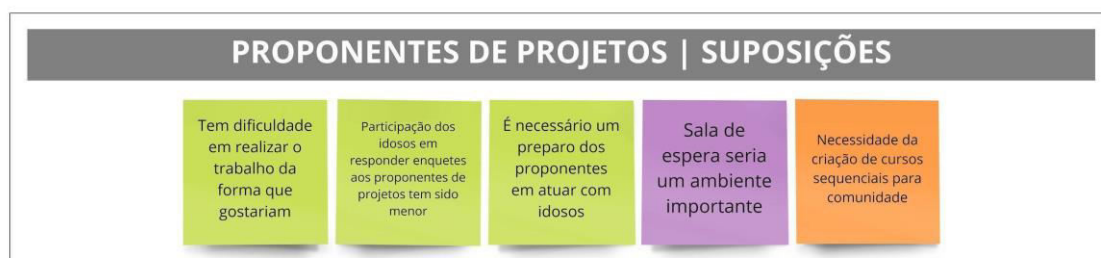 PROPONENTES DE PROJETOS | SUPOSIÇÕES
Tem dificuldade
em realizar o
trabalho da
forma que
gostariam
Participação dos
idosos em
responder enquetes
aos proponentes de
projetos tem sido
menor
É necessário um
preparo dos
proponentes
em atuar com
idosos
Sala de
espera seria
um ambiente
importante
Necessidade da
criação de cursos
sequenciais para
comunidade